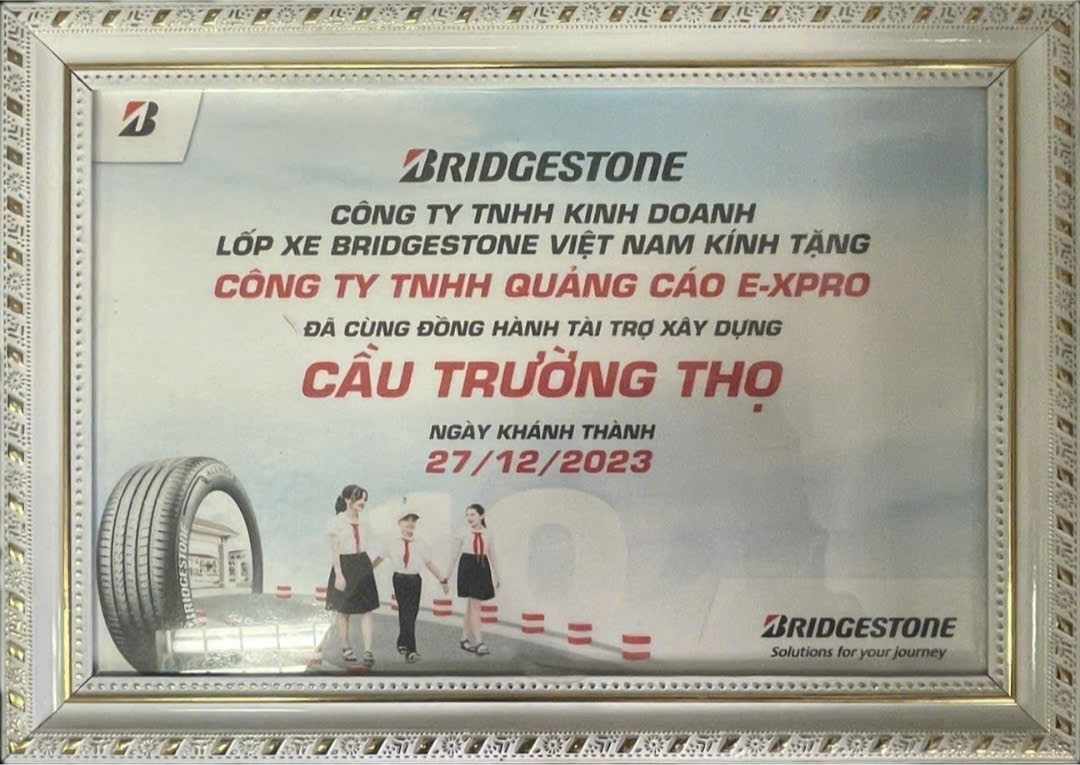 BRIDGESTONE
CÔNG TY TNHH KINH DOANH
LỐP XE BRIDGESTONE VIỆT NAM KÍNH TẶNG
CÔNG TY TNHH QUẢNG CÁO E-XPRO
ĐÃ CÙNG ĐỒNG HÀNH TÀI TRỢ XÂY DỰNG
CẦU TRƯỜNG THỌ
NGÀY KHÁNH THÀNH
27/12/2023
10
BRIDGESTONE
BRIDGESTONE
Solutions for your journey